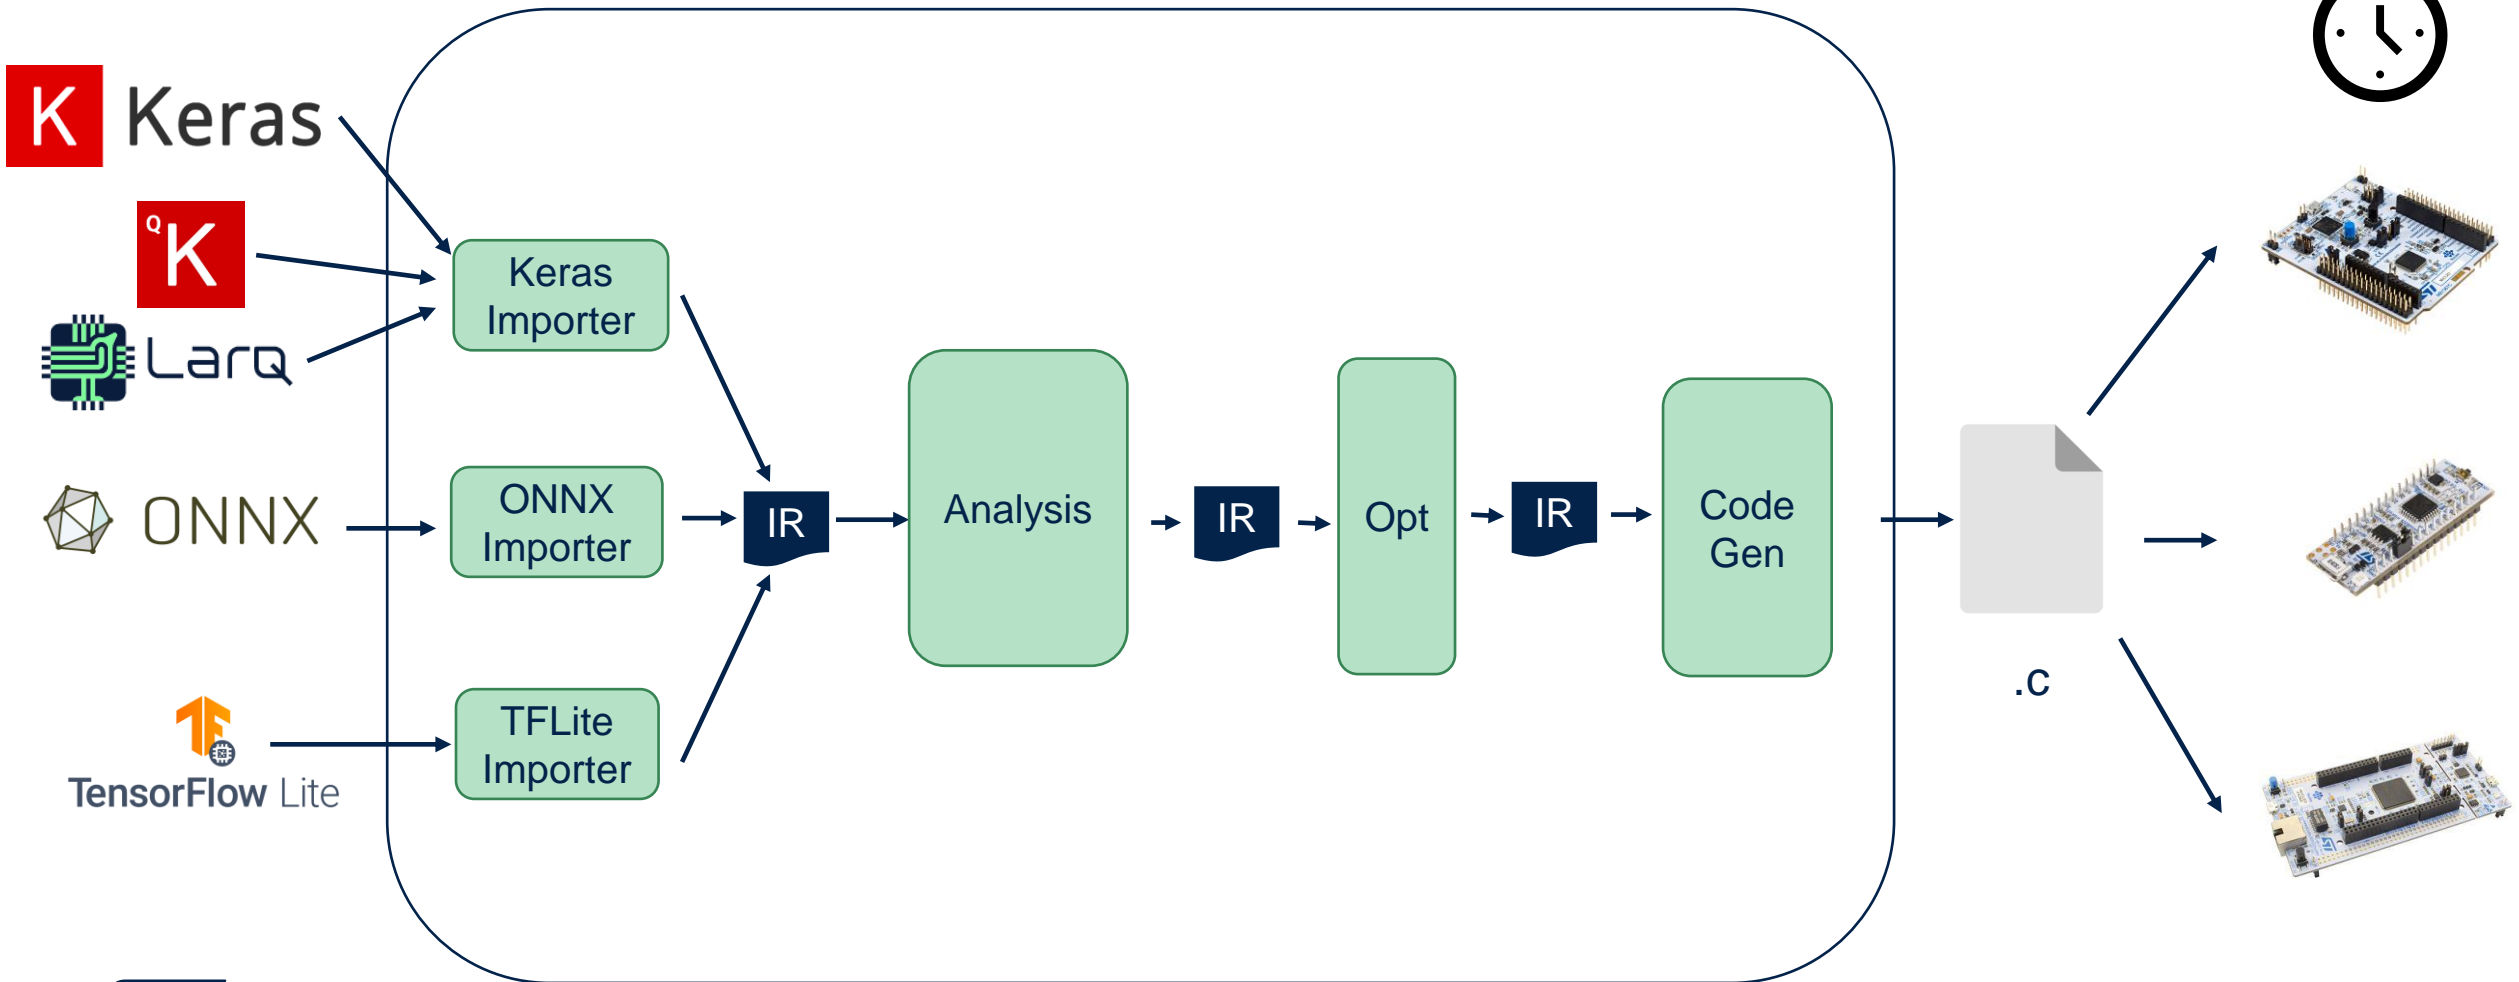 K Keras
Q
K
Larq
ONNX
TensorFlow Lite
Keras
Importer
ONNX
Importer
TFLite
Importer
IR
Analysis
IR
Opt
IR
Code
Gen
.c